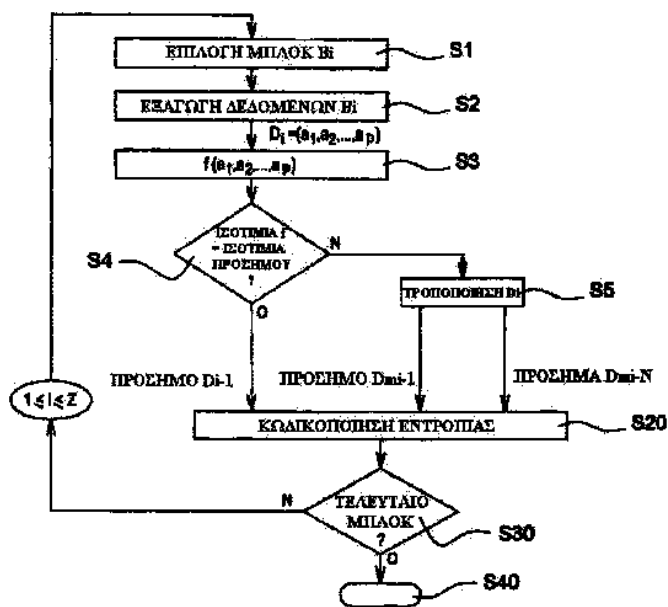 ΕΠΙΛΟΓΗ ΜΠΛΟΚ Bi
S1
ΕΞΑΓΩΓΗ ΔΕΔΟΜΕΝΩΝ Bi
S2
Di =(a1,a2,...,ap)
f(a1,a2,...,ap)
S3
ΙΣΟΤΙΜΙΑ f
= ΙΣΟΤΙΜΙΑ
ΠΡΟΣΗΜΟΥ
?
S4
N
O
ΤΡΟΠΟΠΟΙΗΣΗ Di
S5
ΠΡΟΣΗΜΟ Di-1
ΠΡΟΣΗΜΟ Dmi-1
ΠΡΟΣΗΜΑ Dmi-N
1 ≤ i ≤ Z
ΚΩΔΙΚΟΠΟΙΗΣΗ ΕΝΤΡΟΠΙΑΣ
S20
N
ΤΕΛΕΥΤΑΙΟ
ΜΠΛΟΚ
?
S30
O
S40